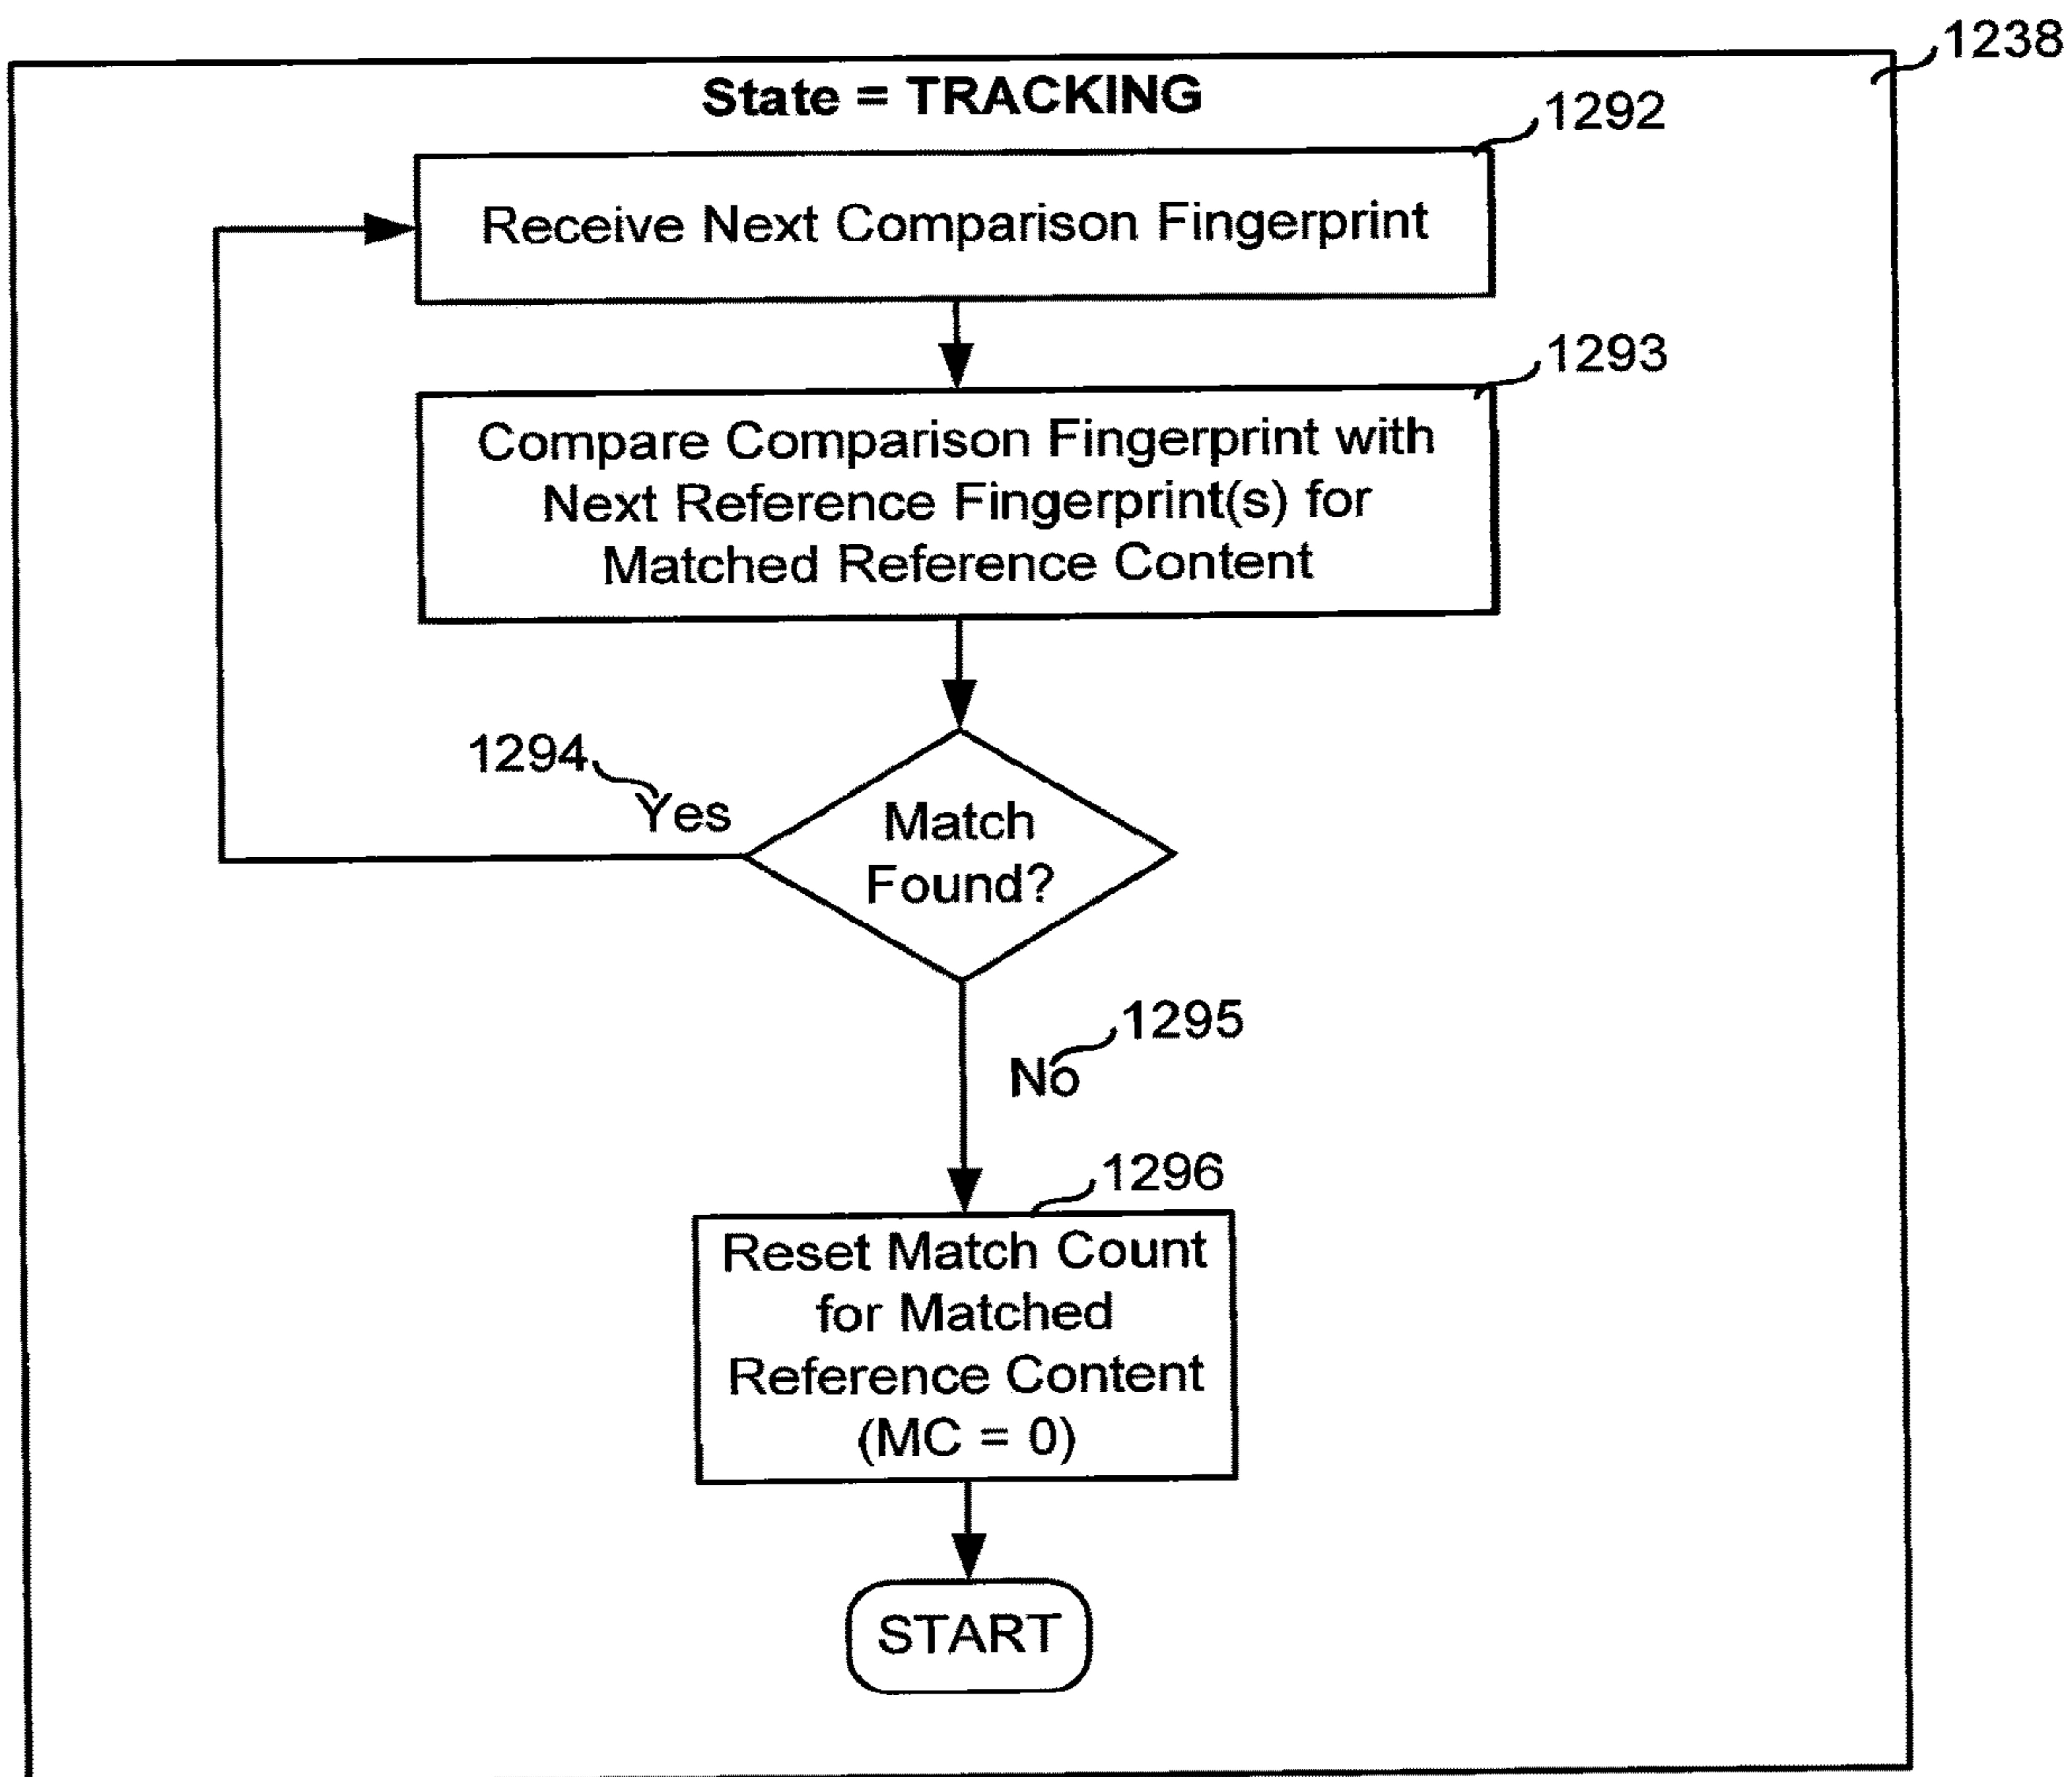 1238
State = TRACKING
1292
Receive Next Comparison Fingerprint
1293
Compare Comparison Fingerprint with
Next Reference Fingerprint(s) for
Matched Reference Content
1294
Yes
Match
Found?
1295
No
1296
Reset Match Count
for Matched
Reference Content
(MC = 0)
START